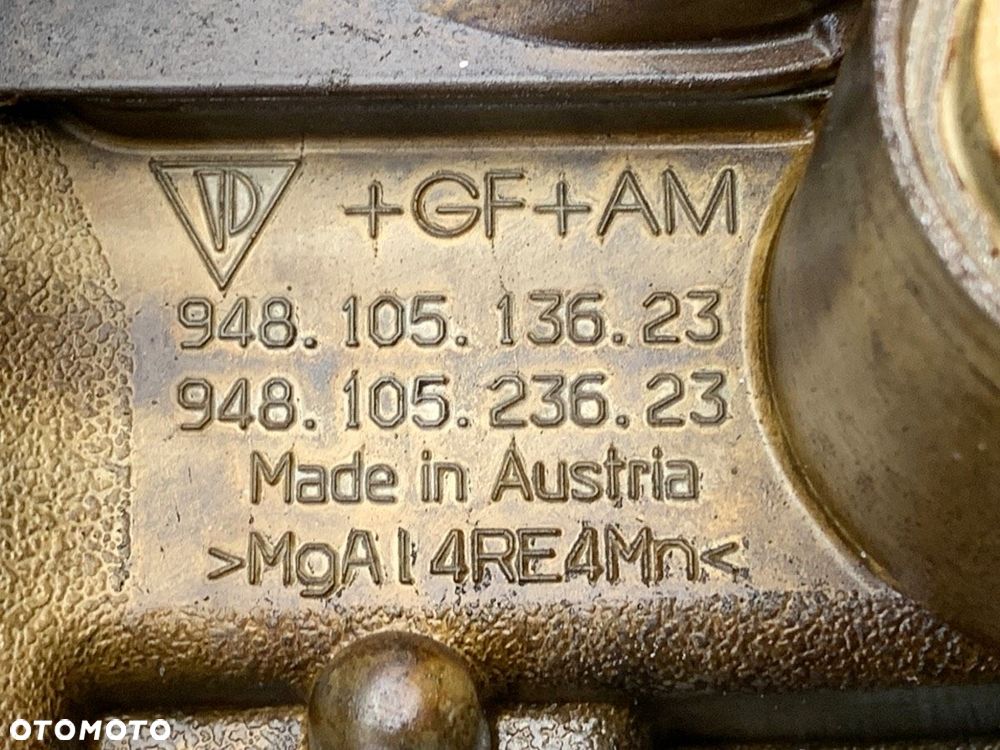 +GF+AM
948.105.136.23
948.105.236.23
Made in Austria
>MgAl4RE4Mn<
OTOMOTO